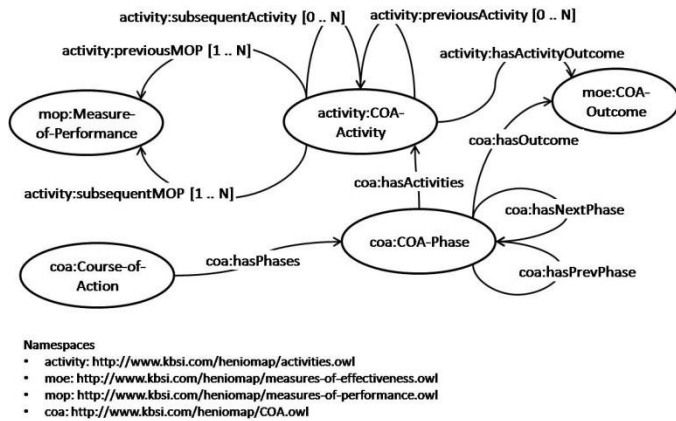 activity:subsequentActivity [0 .. N]
activity:previousActivity [0 .. N]
activity:previousMOP [1 .. N]
activity:hasActivityOutcome
mop:Measure-
of-Performance
activity:COA-
Activity
moe:COA-
Outcome
coa:hasOutcome
activity:subsequentMOP [1 .. N]
coa:hasActivities
coa:hasNextPhase
coa:Course-of-
Action
coa:hasPhases
coa:COA-Phase
coa:hasPrevPhase
Namespaces
• activity: http://www.kbsi.com/heniomap/activities.owl
• moe: http://www.kbsi.com/heniomap/measures-of-effectiveness.owl
• mop: http://www.kbsi.com/heniomap/measures-of-performance.owl
• coa: http://www.kbsi.com/heniomap/COA.owl